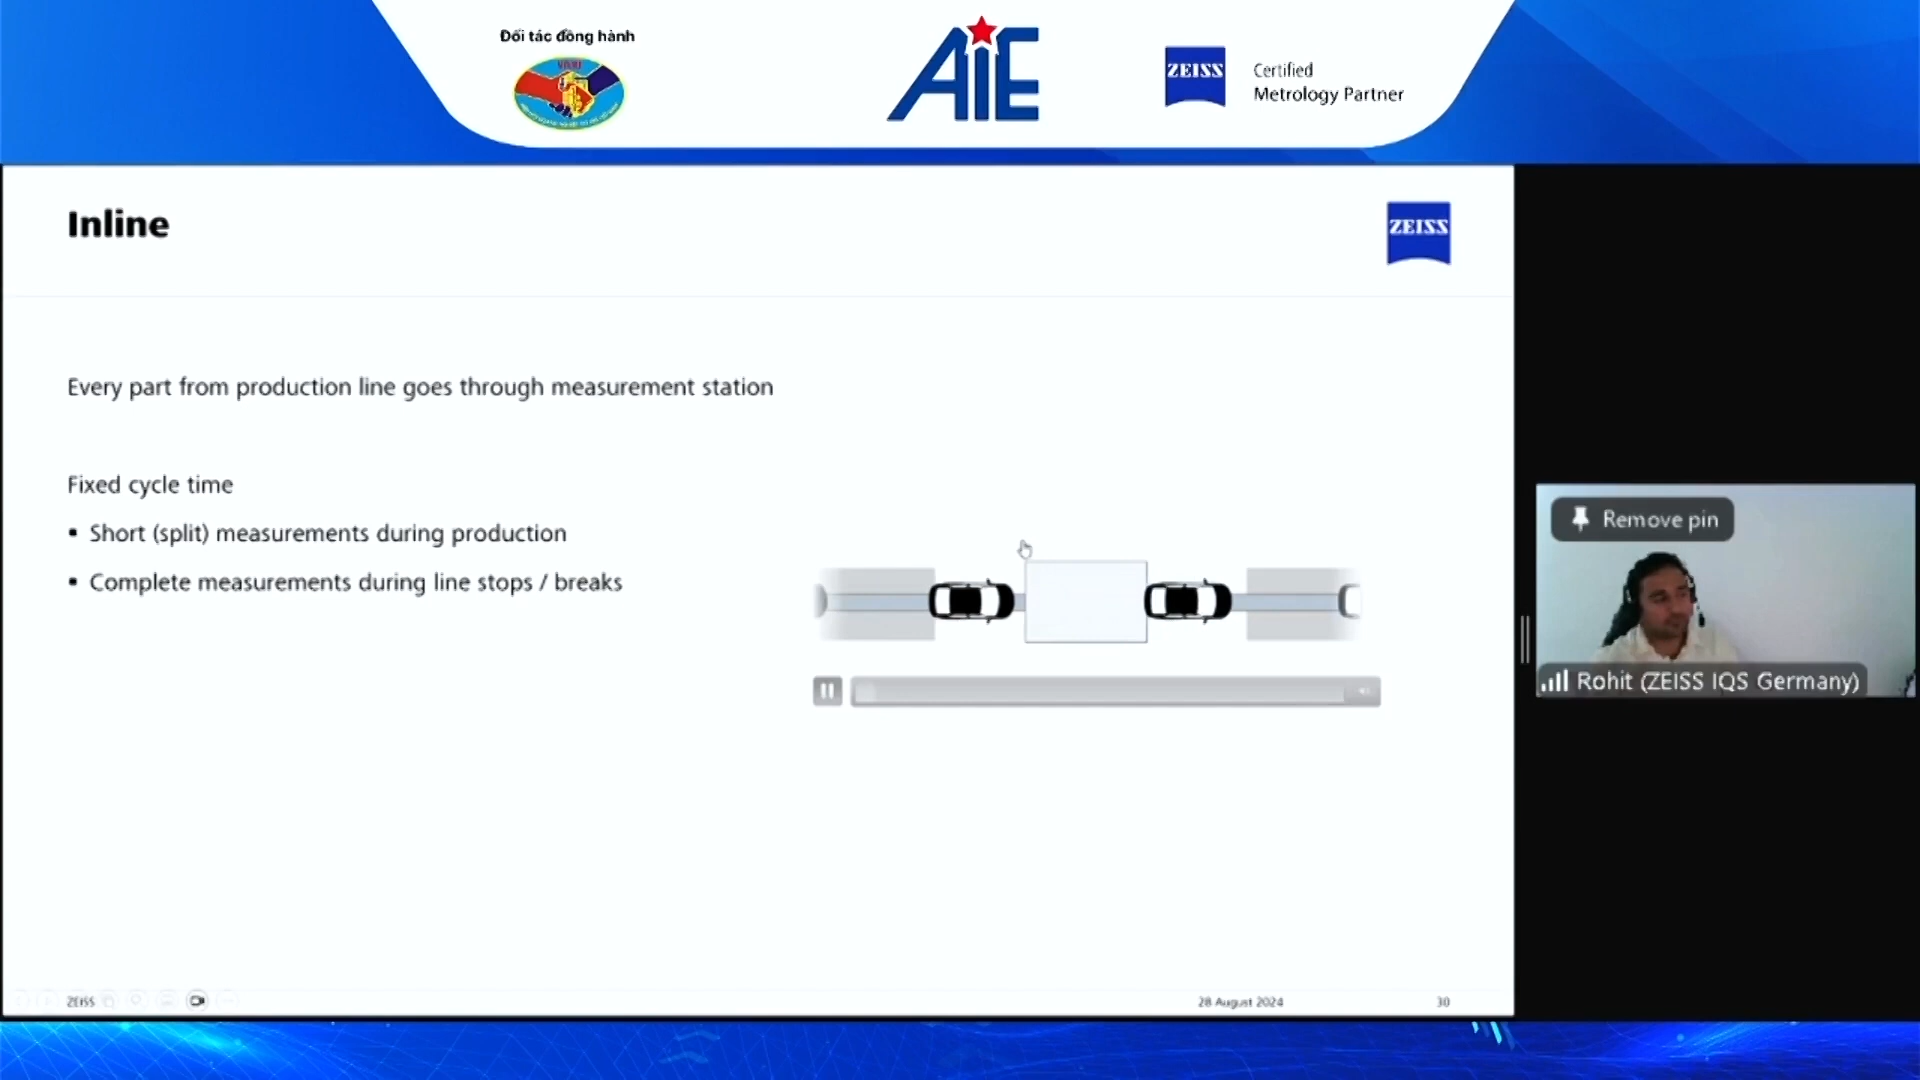 Đối tác đồng hành
AIE
ZEISS
Certified
Metrology Partner
Inline
ZEISS
Every part from production line goes through measurement station
Fixed cycle time
▪ Short (split) measurements during production
▪ Complete measurements during line stops / breaks
Remove pin
Rohit (ZEISS IQS Germany)
ZEISS
28 August 2024
30